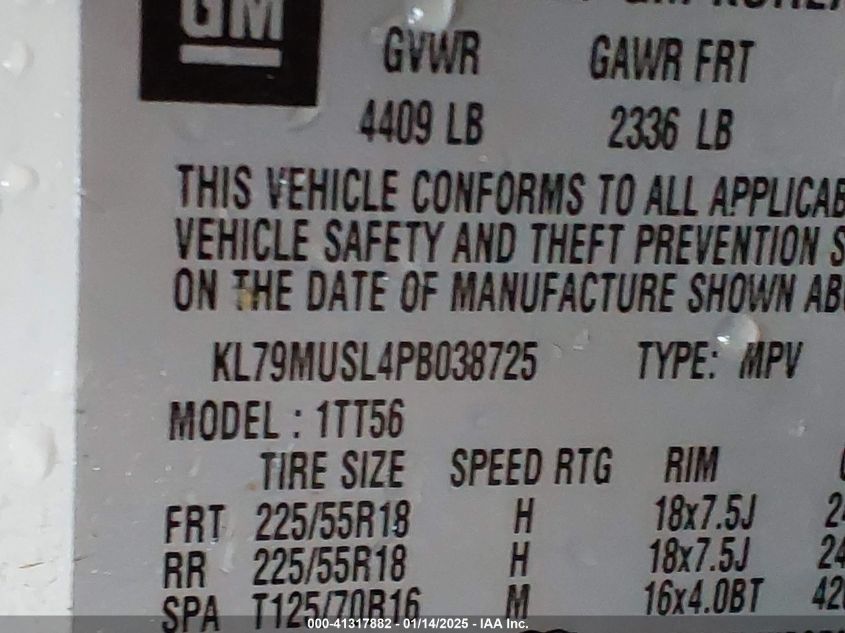 GM
GVWR GAWR FRT
4409 LB 2336 LB
THIS VEHICLE CONFORMS TO ALL APPLICAB
VEHICLE SAFETY AND THEFT PREVENTION S
ON THE DATE OF MANUFACTURE SHOWN AB
KL79MUSL4PB038725 TYPE: MPV
MODEL : 1TT56
TIRE SIZE SPEED RTG RIM
FRT 225/55R18 H 18x7.5J 24
RR 225/55R18 H 18x7.5J 24
SPA T125/70R16 M 16x4.0BT 420
000-41317882 - 01/14/2025 - IAA Inc.